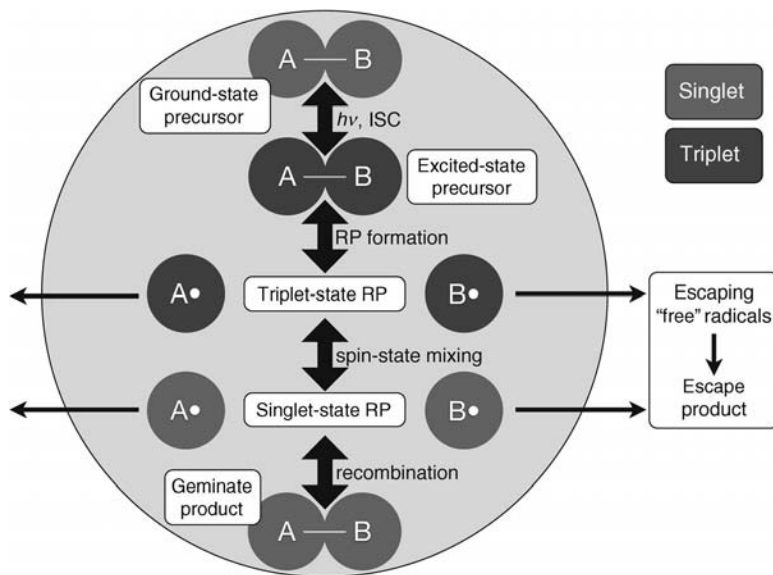 A — B
Ground-state
precursor
hν, ISC
Singlet
Triplet
A — B
Excited-state
precursor
RP formation
A•
Triplet-state RP
B•
Escaping
“free” radicals
Escape
product
spin-state mixing
A•
Singlet-state RP
B•
recombination
Geminate
product
A — B